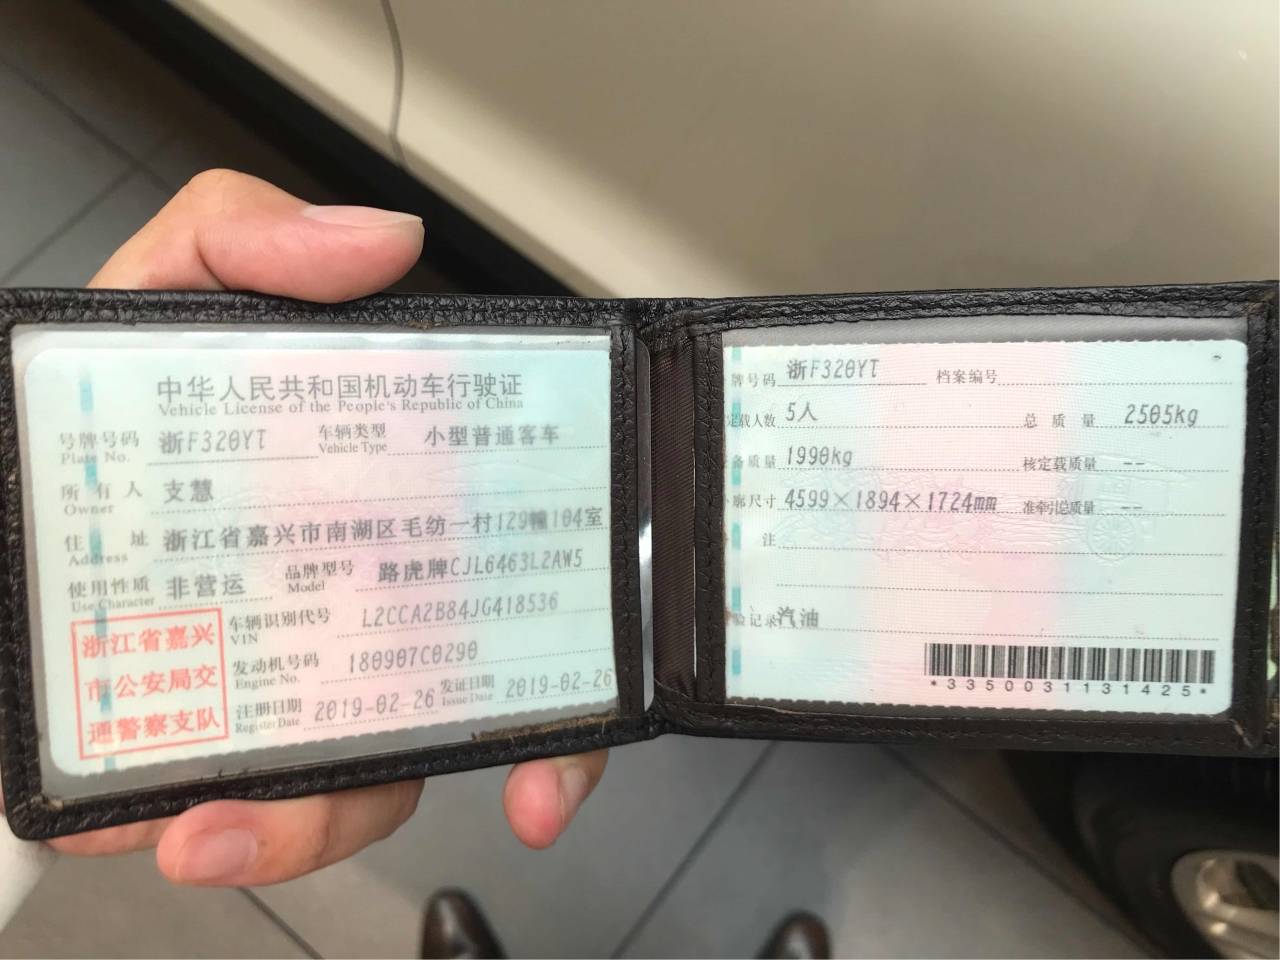 中华人民共和国机动车行驶证
Vehicle License of the People's Republic of China
号牌号码 浙F320YT 车辆类型 小型普通客车
Plate No. Vehicle Type
所有人 支慧
Owner
住址 浙江省嘉兴市南湖区毛纺一村129幢104室
Address
使用性质 非营运 品牌型号 路虎牌CJL6463L2AW5
Use Character Model
浙江省嘉兴
市公安局交
通警察支队
车辆识别代号 L2CCA2B84JG418536
VIN
发动机号码 180907C0290
Engine No.
注册日期 2019-02-26 发证日期 2019-02-26
Register Date Issue Date
牌号码 浙F320YT 档案编号
定载人数 5人 总质量 2505kg
备质量 1990kg 核定载质量 --
廓尺寸 4599×1894×1724mm 准牵引总质量 --
注
验记录 汽油
*3350031131425*